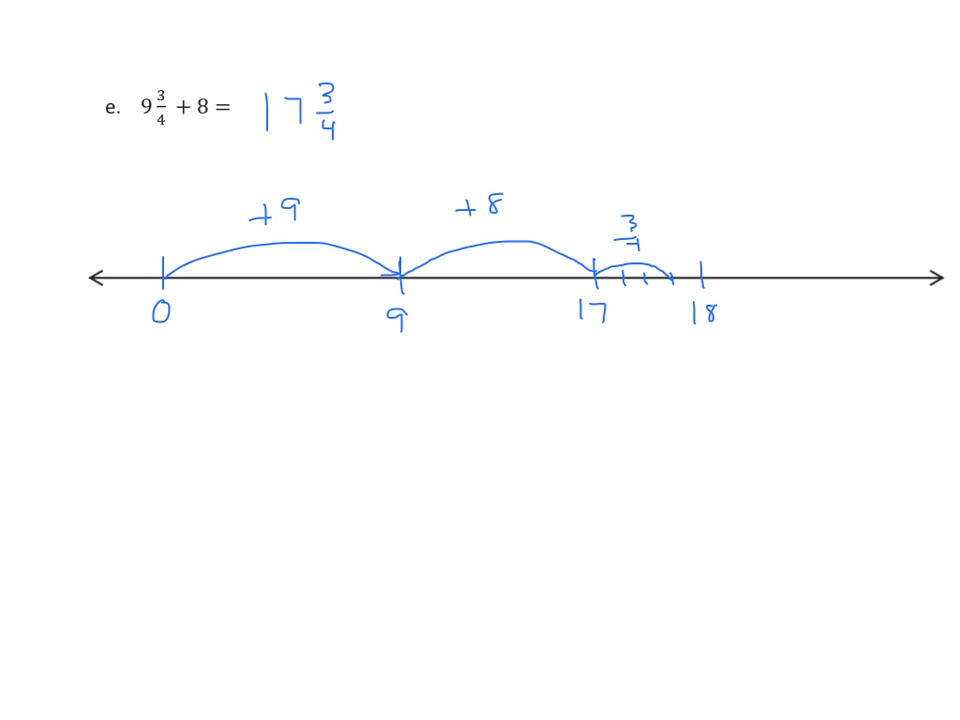 e. 9 3/4 + 8 = 17 3/4
+9 +8 3/4
0 9 17 18